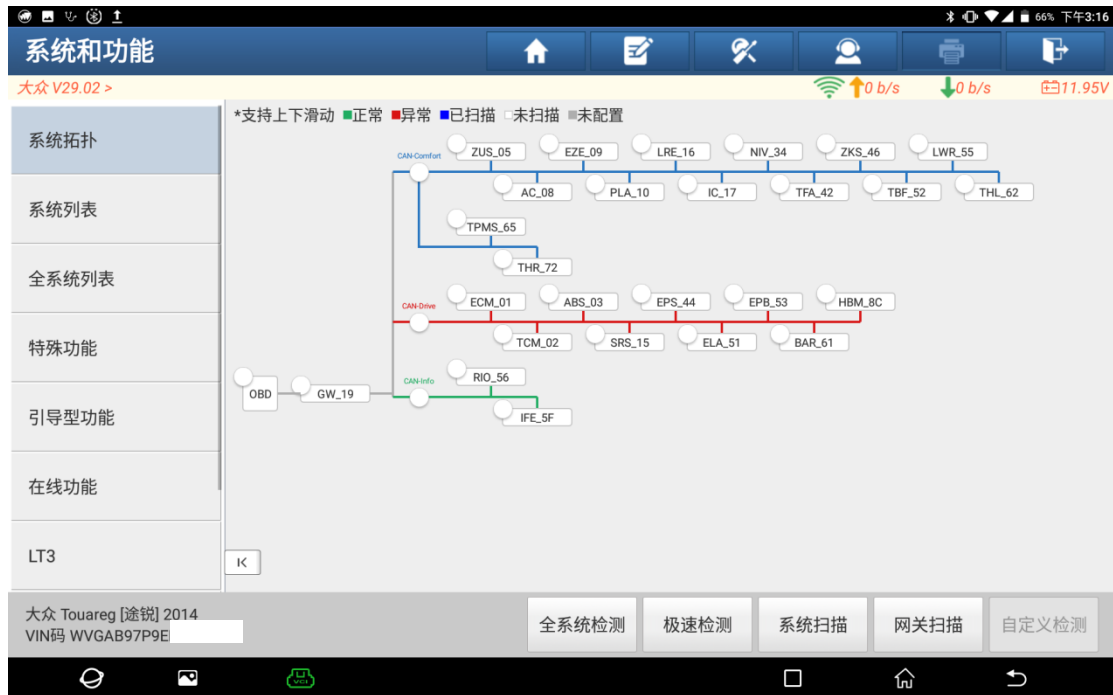 66% 下午3:16
系统和功能
大众 V29.02 >
0 b/s 0 b/s 11.95V
系统拓扑
系统列表
全系统列表
特殊功能
引导型功能
在线功能
LT3
*支持上下滑动 正常 异常 已扫描 未扫描 未配置
CAN-Comfort
ZUS_05 EZE_09 LRE_16 NIV_34 ZKS_46 LWR_55
AC_08 PLA_10 IC_17 TFA_42 TBF_52 THL_62
TPMS_65
THR_72
CAN-Drive
ECM_01 ABS_03 EPS_44 EPB_53 HBM_8C
TCM_02 SRS_15 ELA_51 BAR_61
CAN-Info
RIO_56
OBD GW_19
IFE_5F
大众 Touareg [途锐] 2014
VIN码 WVGAB97P9E
全系统检测 极速检测 系统扫描 网关扫描 自定义检测
VCI